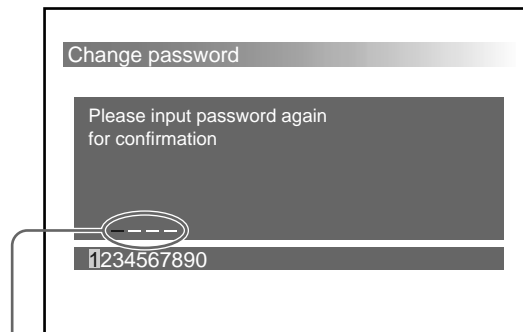 Change password
Please input password again
for confirmation
_ _ _ _
1234567890